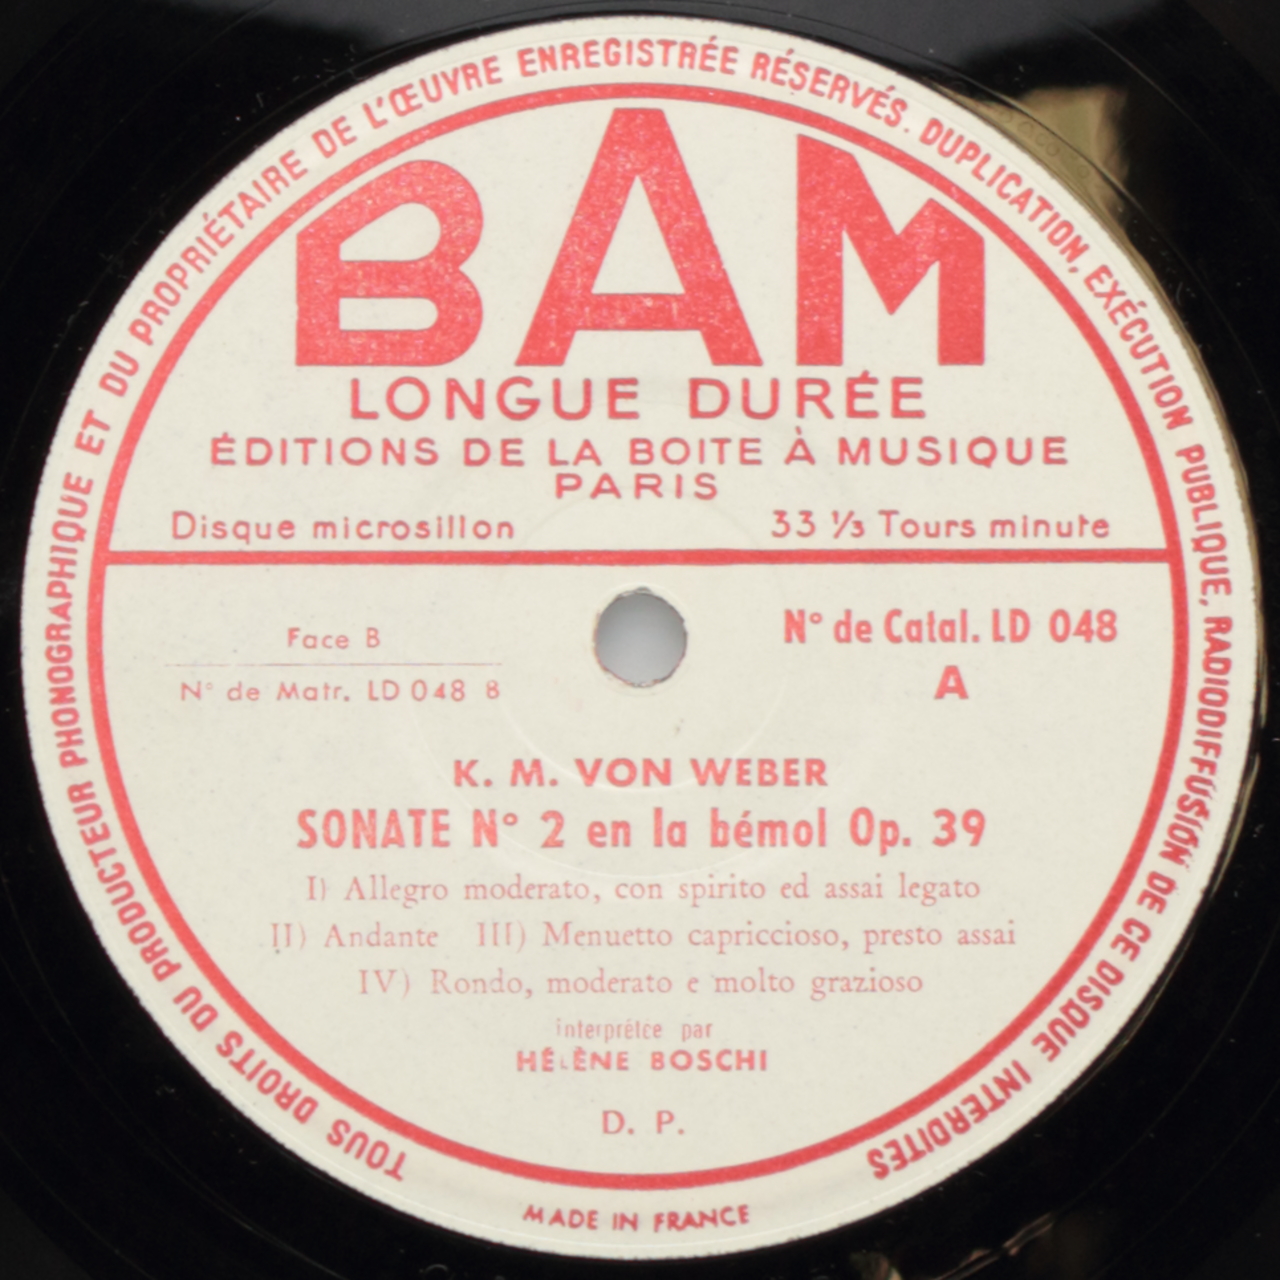 TOUS DROITS DU PRODUCTEUR PHONOGRAPHIQUE ET DU PROPRIÉTAIRE DE L'ŒUVRE ENREGISTRÉE RÉSERVÉS. DUPLICATION, EXÉCUTION PUBLIQUE, RADIODIFFUSION DE CE DISQUE INTERDITES
BAM
LONGUE DURÉE
ÉDITIONS DE LA BOITE À MUSIQUE
PARIS
Disque microsillon 33 1/3 Tours minute
Face B
N° de Matr. LD 048 B
N° de Catal. LD 048
A
K. M. VON WEBER
SONATE N° 2 en la bémol Op. 39
I) Allegro moderato, con spirito ed assai legato
II) Andante III) Menuetto capriccioso, presto assai
IV) Rondo, moderato e molto grazioso
interprétée par
HÉLÈNE BOSCHI
D. P.
MADE IN FRANCE